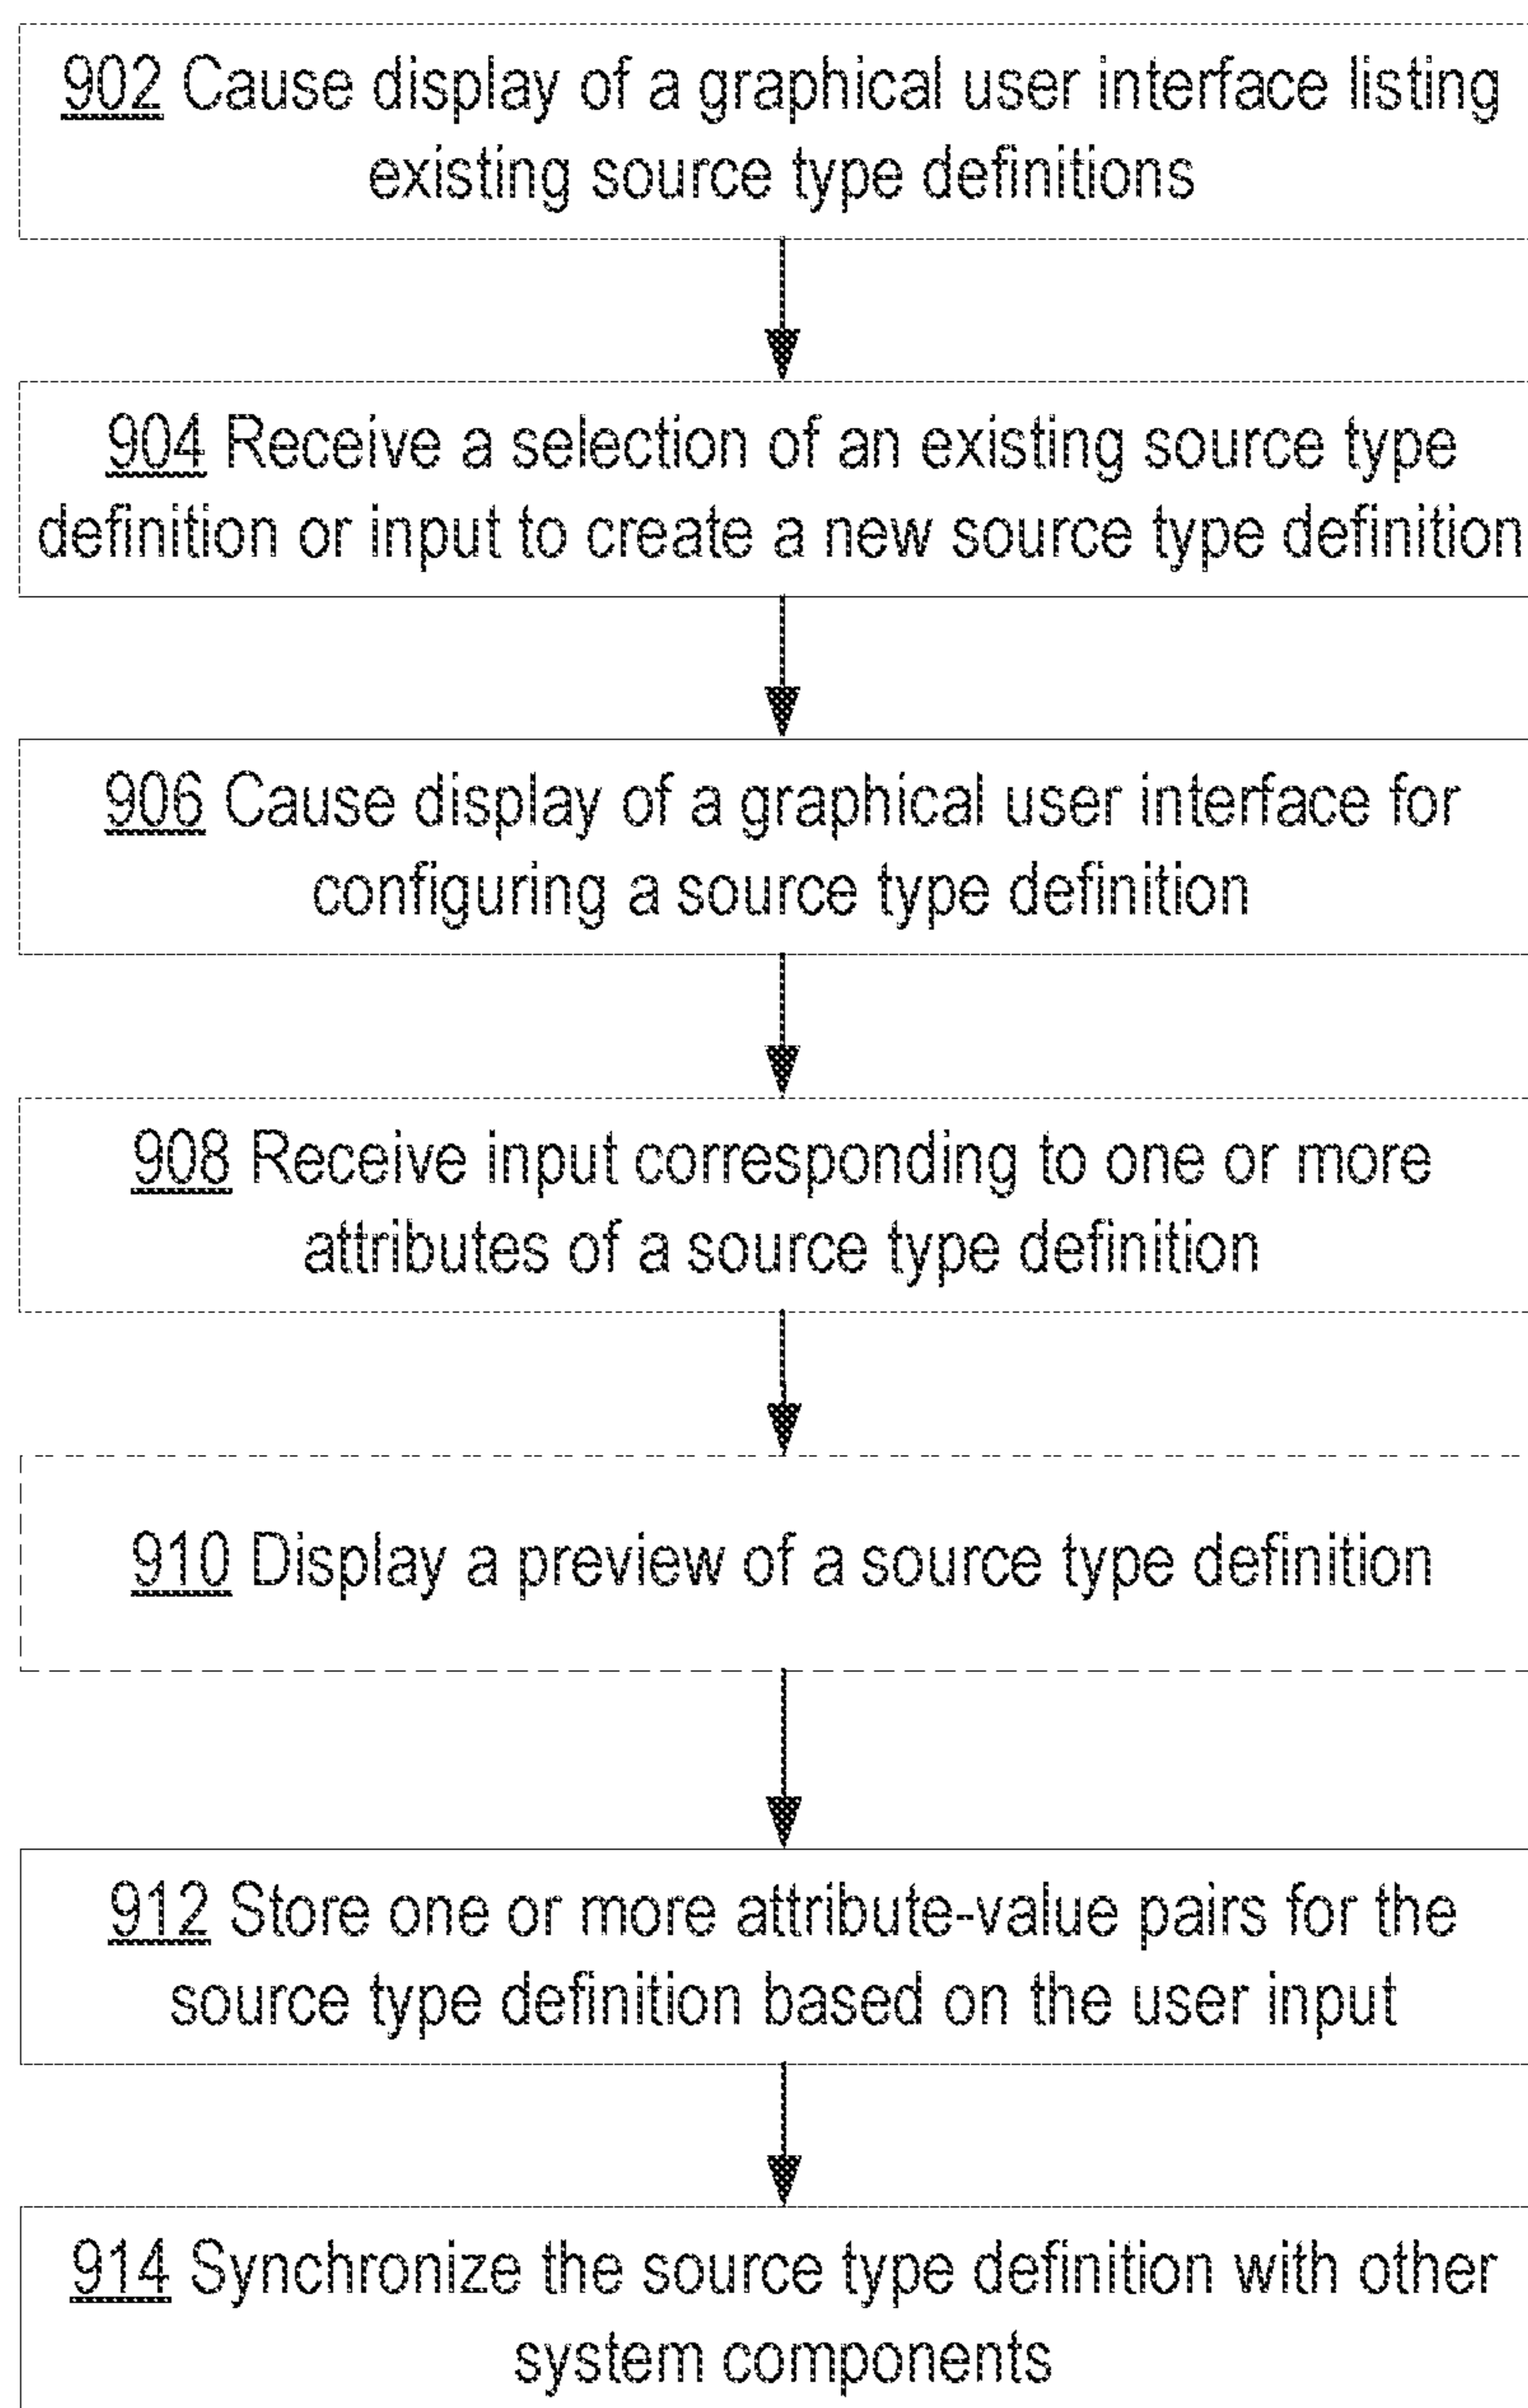 902 Cause display of a graphical user interface listing
existing source type definitions
904 Receive a selection of an existing source type
definition or input to create a new source type definition
906 Cause display of a graphical user interface for
configuring a source type definition
908 Receive input corresponding to one or more
attributes of a source type definition
910 Display a preview of a source type definition
912 Store one or more attribute-value pairs for the
source type definition based on the user input
914 Synchronize the source type definition with other
system components